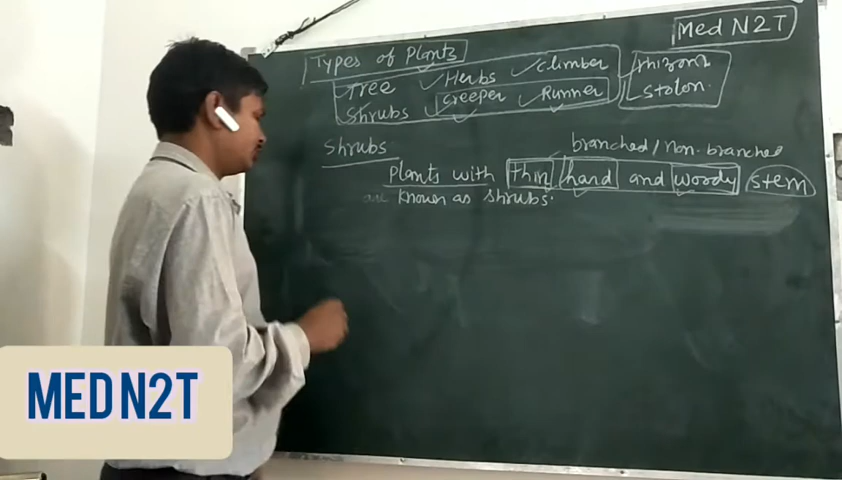 Med N2T
Types of Plants
Tree Herbs climber rhizom
Shrubs creeper Runner stolon.
Shrubs
branched/non-branched
Plants with thin hard and woody stem
are known as shrubs.
MED N2T